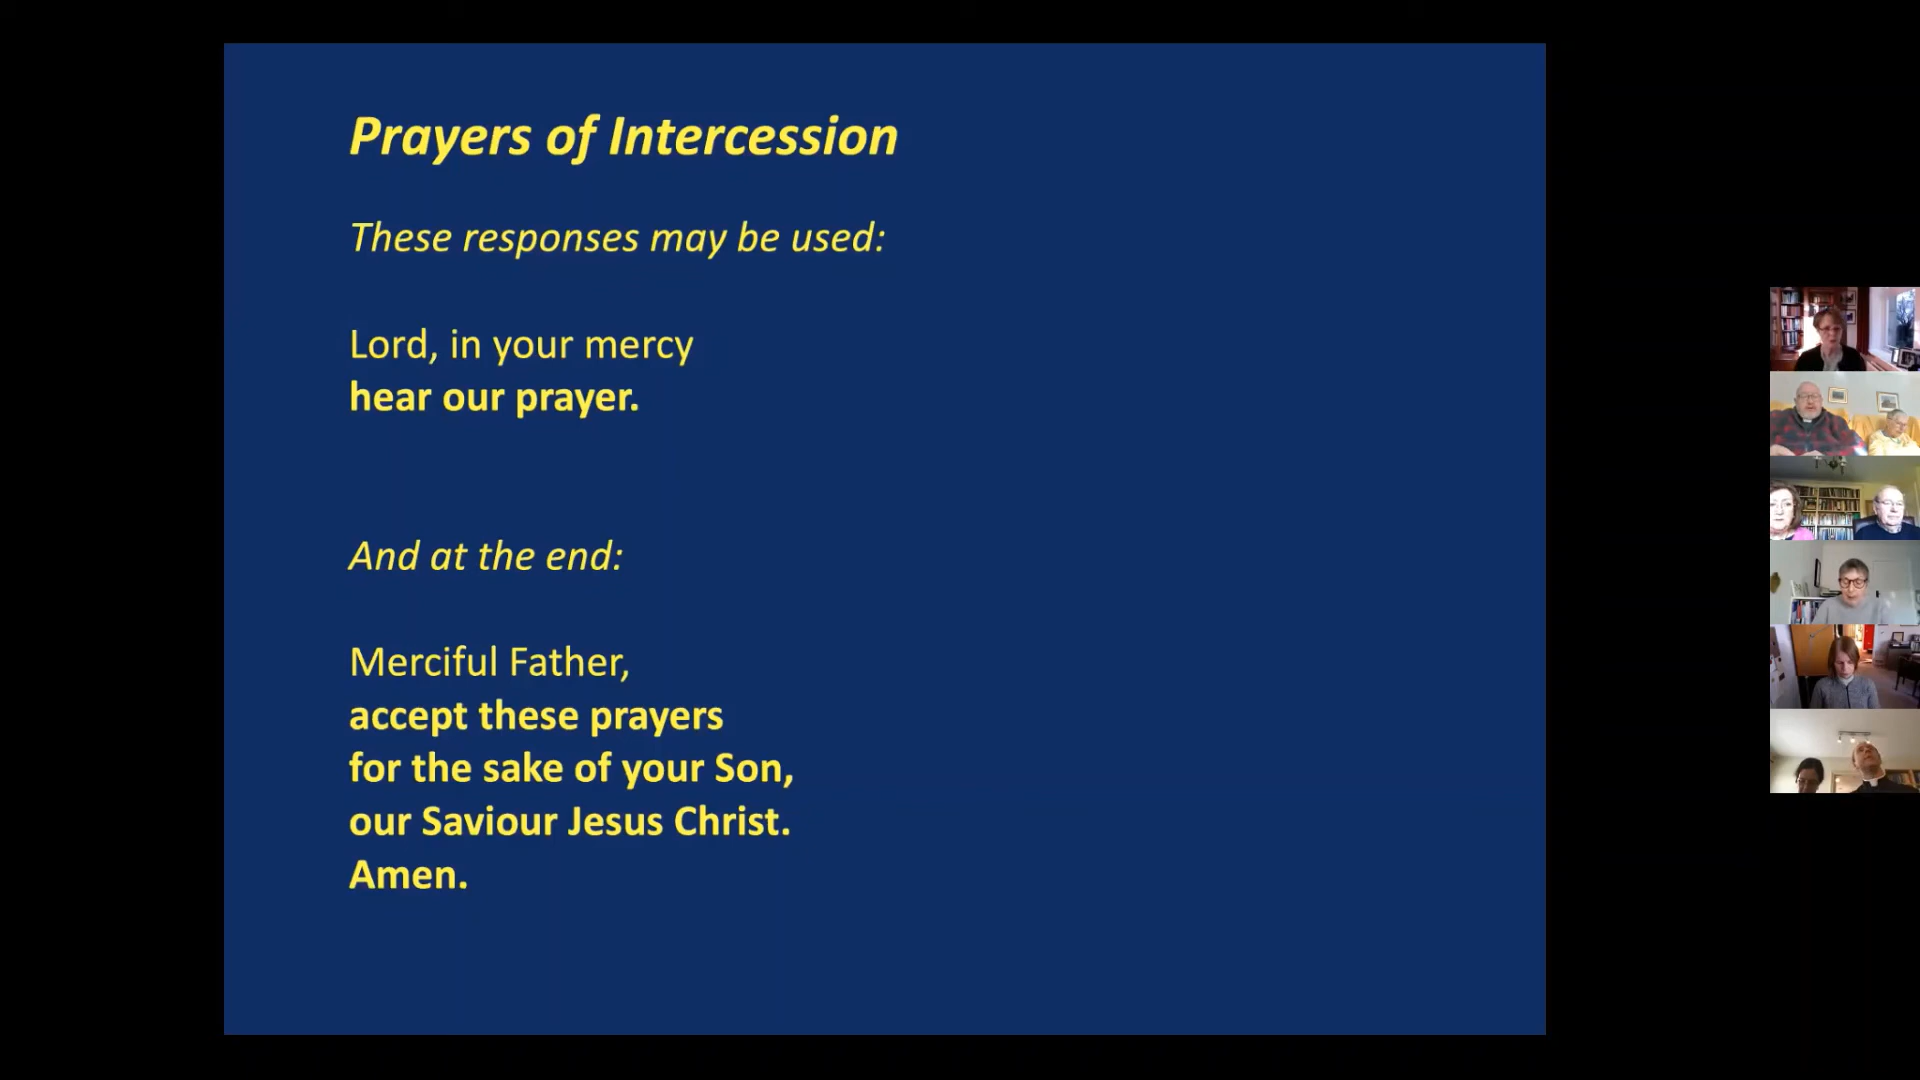 Prayers of Intercession
These responses may be used:
Lord, in your mercy
hear our prayer.
And at the end:
Merciful Father,
accept these prayers
for the sake of your Son,
our Saviour Jesus Christ.
Amen.